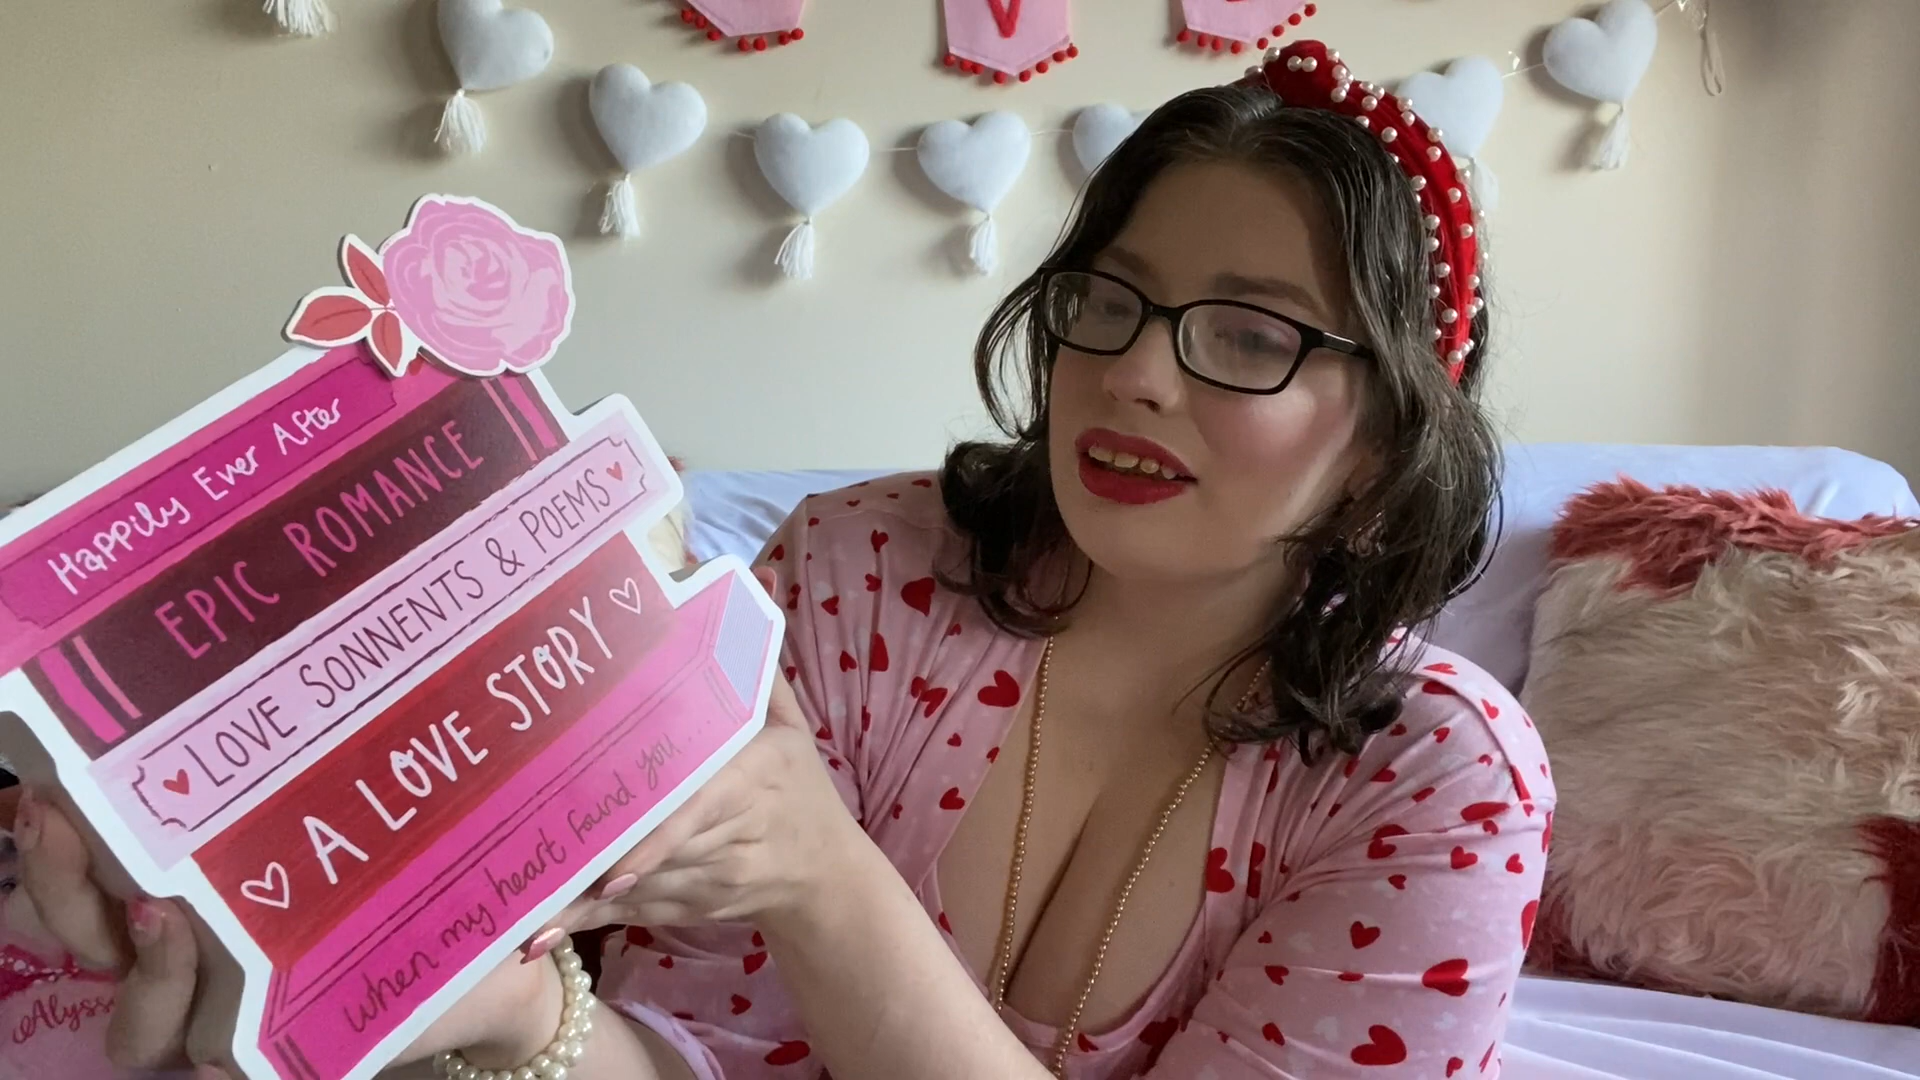 V
Happily Ever After
EPIC ROMANCE
LOVE SONNENTS & POEMS
A LOVE STORY
when my heart found you...